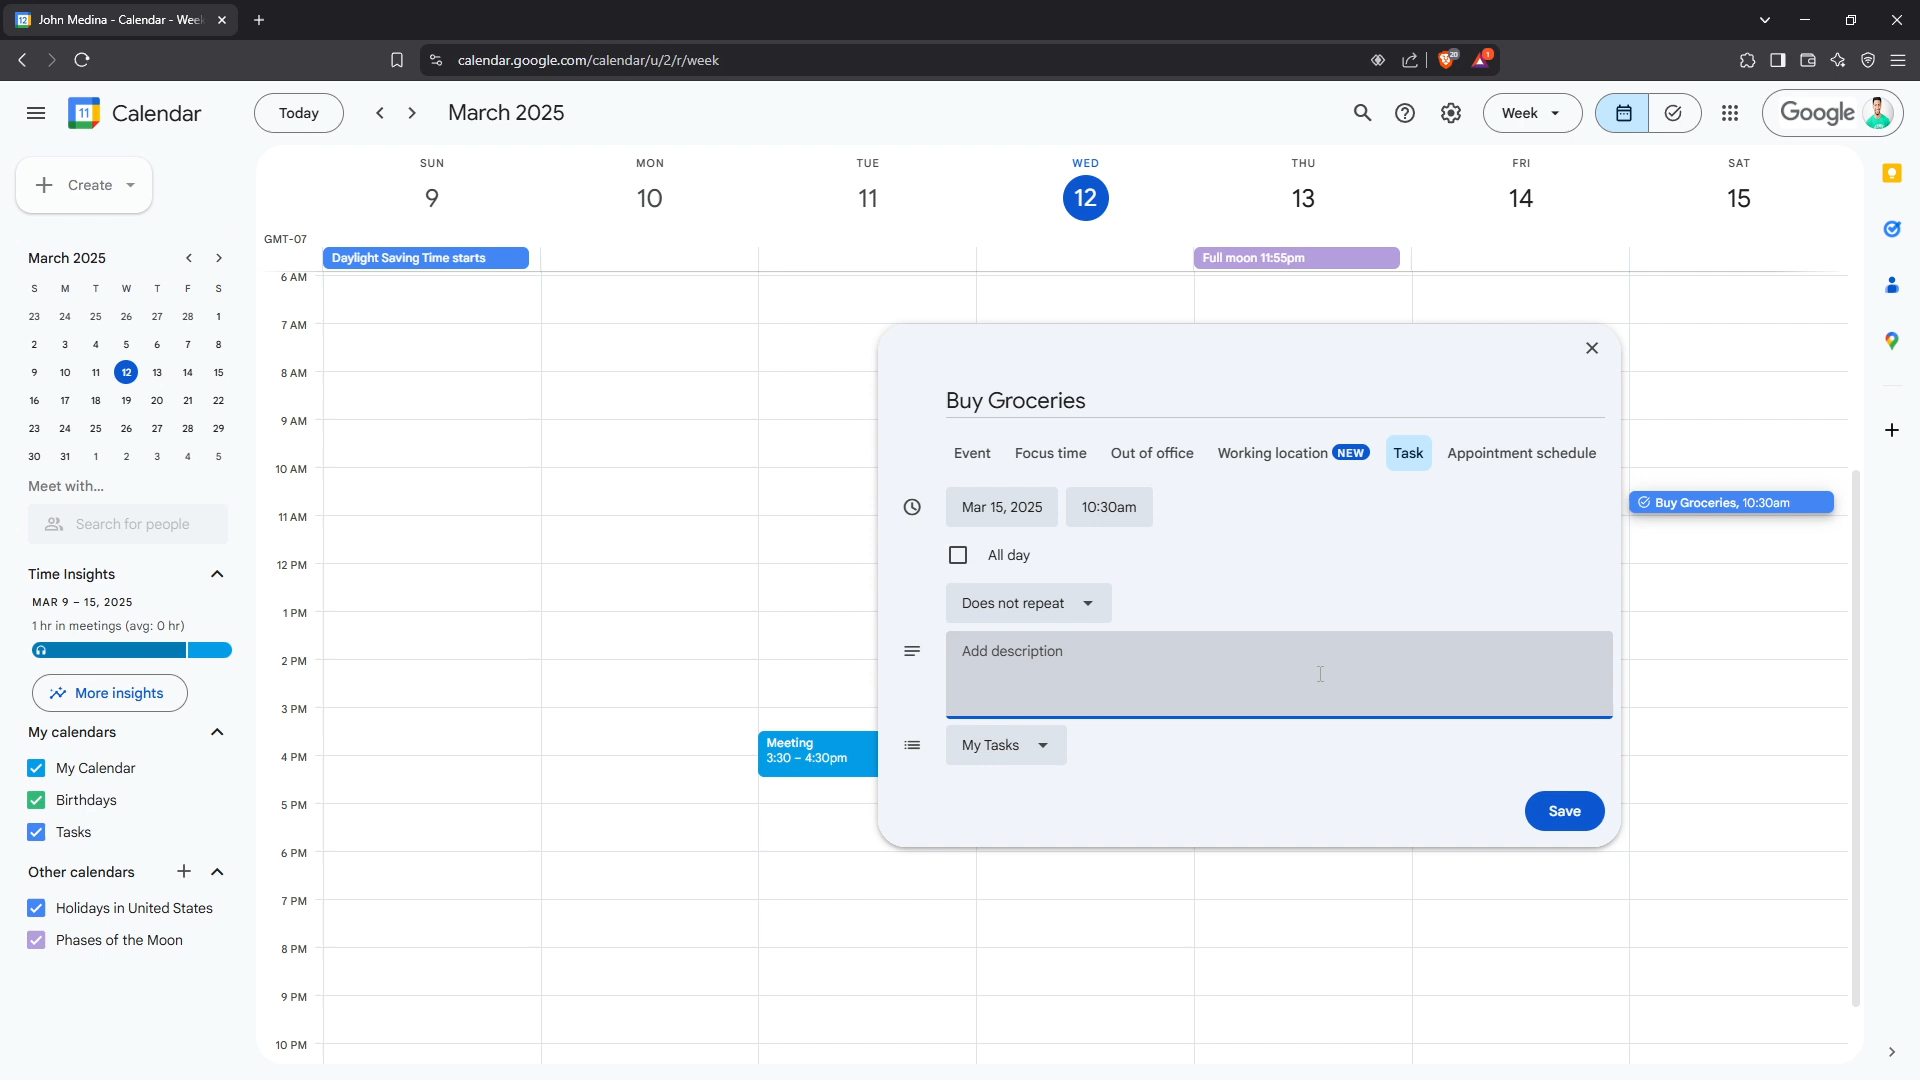 John Medina - Calendar - Week
calendar.google.com/calendar/u/2/r/week
20
1
11
Calendar
Today
March 2025
Week
Google
Create
SUN
MON
TUE
WED
THU
FRI
SAT
9
10
11
12
13
14
15
GMT-07
Daylight Saving Time starts
Full moon 11:55pm
March 2025
S M T W T F S
23 24 25 26 27 28 1
2 3 4 5 6 7 8
9 10 11 12 13 14 15
16 17 18 19 20 21 22
23 24 25 26 27 28 29
30 31 1 2 3 4 5
Meet with...
Search for people
Time Insights
MAR 9 – 15, 2025
1 hr in meetings (avg: 0 hr)
More insights
My calendars
My Calendar
Birthdays
Tasks
Other calendars
Holidays in United States
Phases of the Moon
6 AM
7 AM
8 AM
9 AM
10 AM
11 AM
12 PM
1 PM
2 PM
3 PM
4 PM
5 PM
6 PM
7 PM
8 PM
9 PM
10 PM
Meeting
3:30 – 4:30pm
Buy Groceries
Event Focus time Out of office Working location NEW Task Appointment schedule
Mar 15, 2025 10:30am
All day
Does not repeat
Add description
My Tasks
Save
Buy Groceries, 10:30am